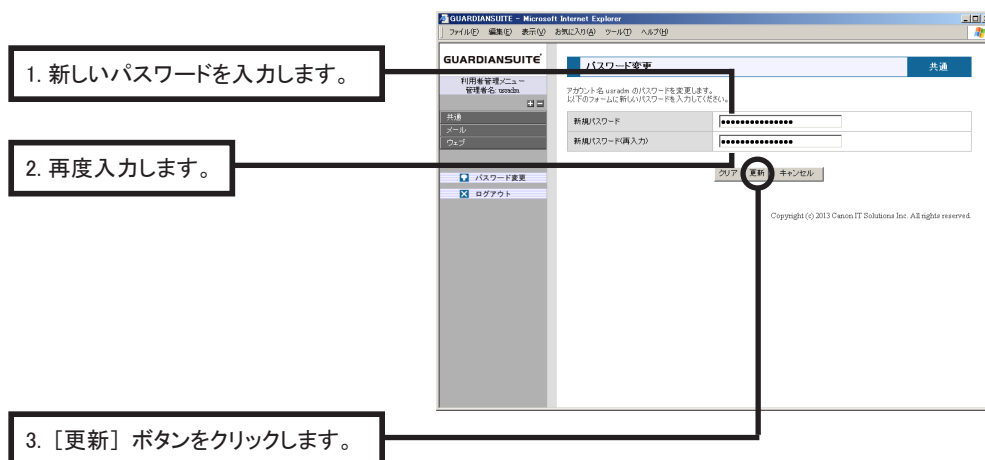 GUARDIANSUITE - Microsoft Internet Explorer
ファイル(F) 編集(E) 表示(V) お気に入り(A) ツール(T) ヘルプ(H)
GUARDIANSUITE
利用者管理メニュー
管理者名: usradm
共通
メール
ウェブ
パスワード変更
ログアウト
パスワード変更
共通
アカウント名 usradm のパスワードを変更します。
以下のフォームに新しいパスワードを入力してください。
新規パスワード
新規パスワード(再入力)
クリア 更新 キャンセル
Copyright (c) 2013 Canon IT Solutions Inc. All rights reserved.
1. 新しいパスワードを入力します。
2. 再度入力します。
3. [更新] ボタンをクリックします。